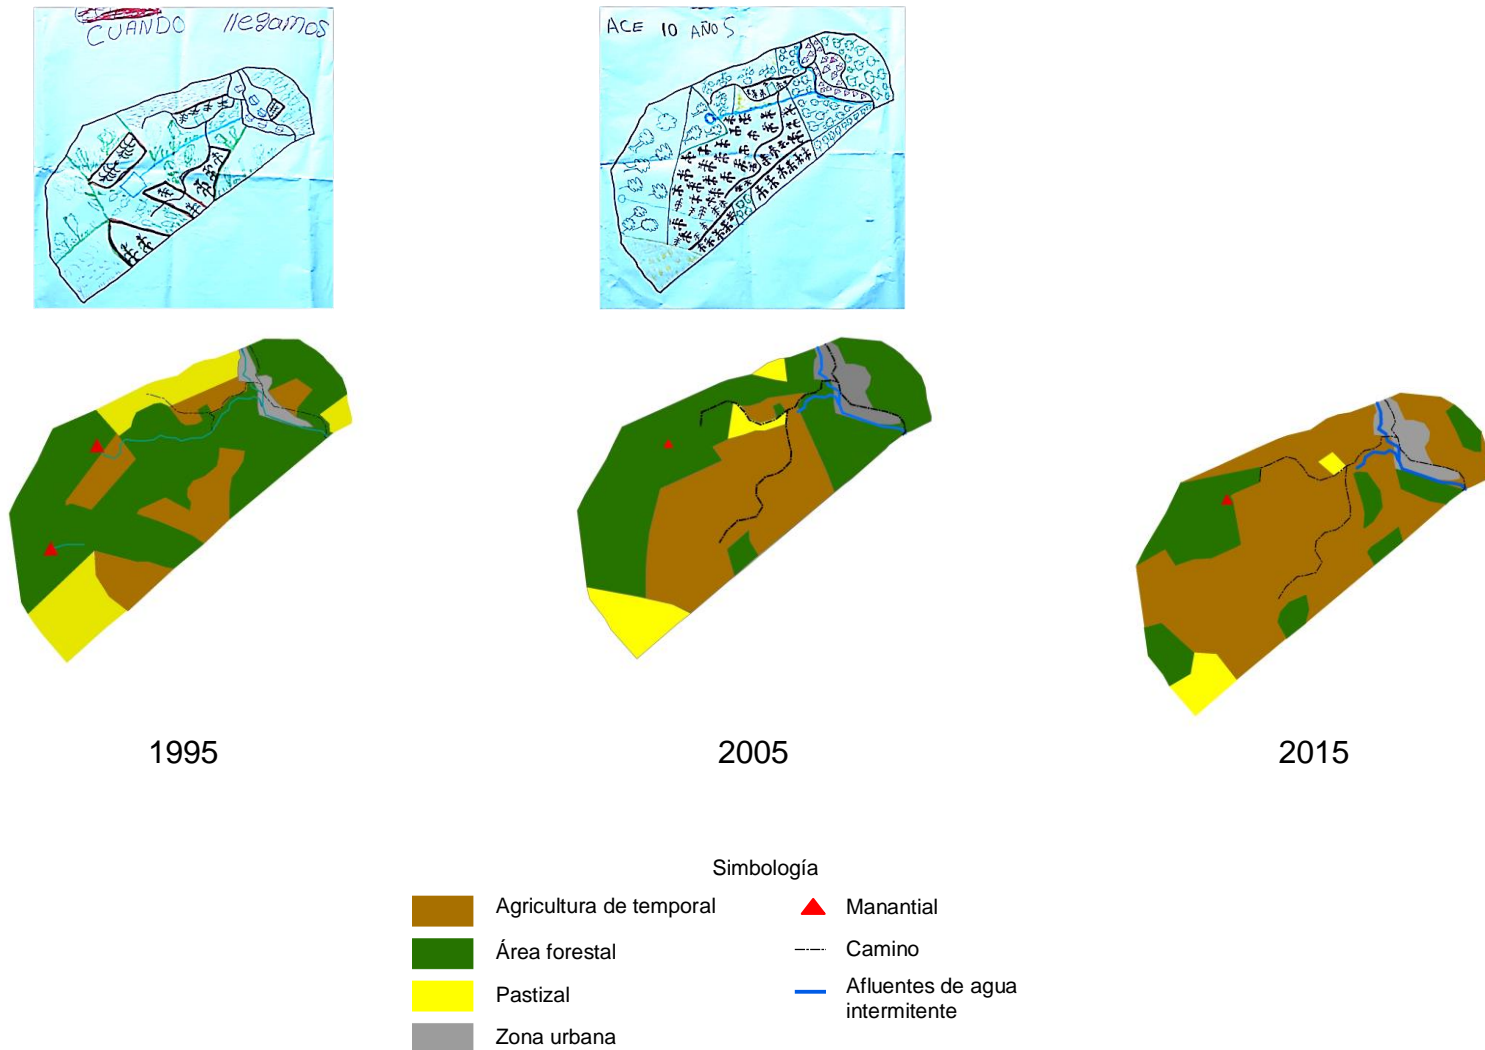 CUANDO llegamos
ACE 10 AÑOS
1995
2005
2015
Simbología
Agricultura de temporal
Área forestal
Pastizal
Zona urbana
Manantial
Camino
Afluentes de agua
intermitente